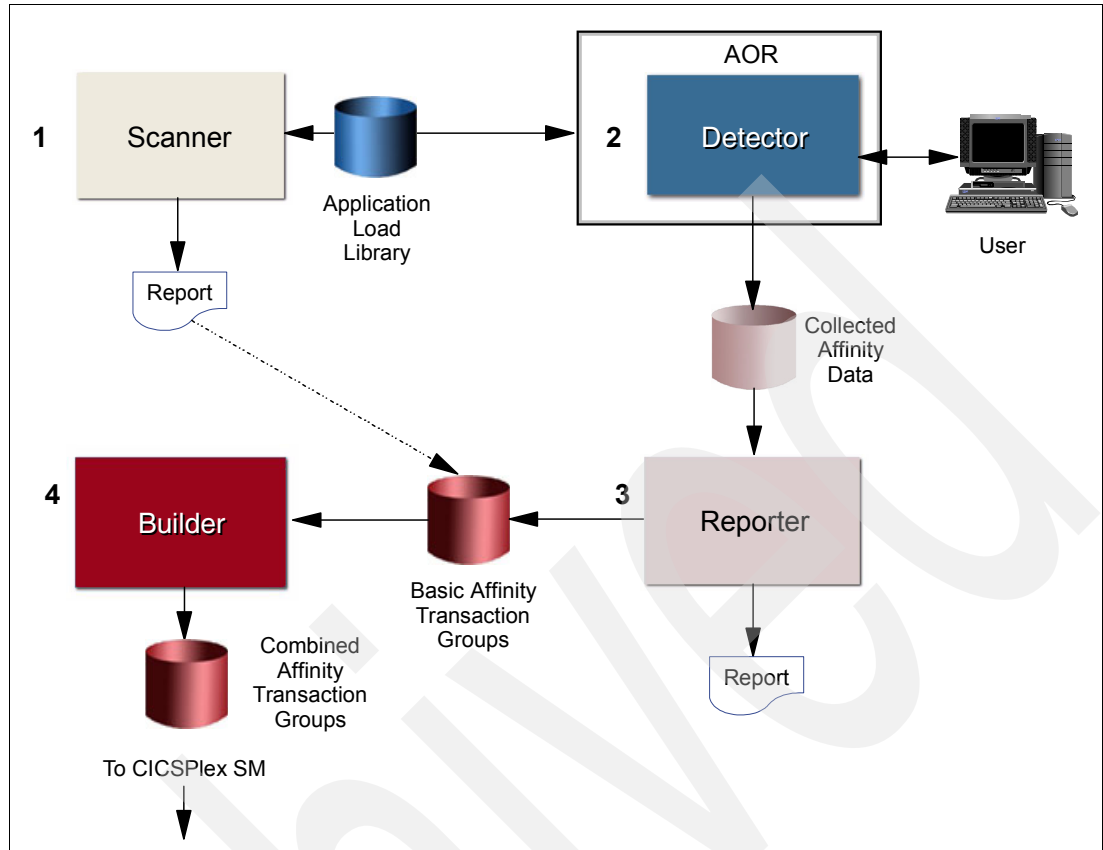 AOR
1
Scanner
Application
Load
Library
2
Detector
User
Report
Collected
Affinity
Data
4
Builder
Basic Affinity
Transaction
Groups
3
Reporter
Combined
Affinity
Transaction
Groups
Report
To CICSPlex SM
hived